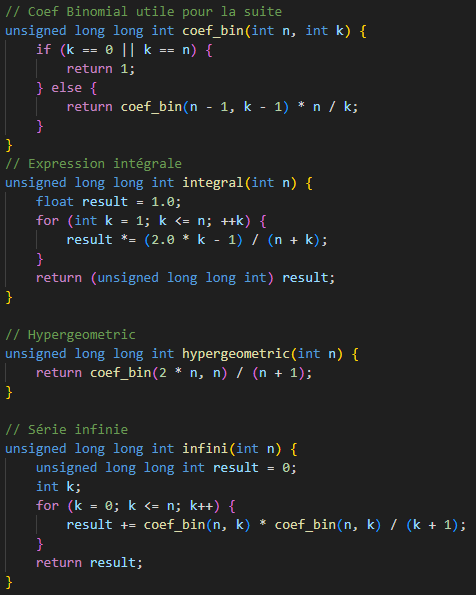 // Coef Binomial utile pour la suite
unsigned long long int coef_bin(int n, int k) {
    if (k == 0 || k == n) {
        return 1;
    } else {
        return coef_bin(n - 1, k - 1) * n / k;
    }
}
// Expression intégrale
unsigned long long int integral(int n) {
    float result = 1.0;
    for (int k = 1; k <= n; ++k) {
        result *= (2.0 * k - 1) / (n + k);
    }
    return (unsigned long long int) result;
}

// Hypergeometric
unsigned long long int hypergeometric(int n) {
    return coef_bin(2 * n, n) / (n + 1);
}

// Série infinie
unsigned long long int infini(int n) {
    unsigned long long int result = 0;
    int k;
    for (k = 0; k <= n; k++) {
        result += coef_bin(n, k) * coef_bin(n, k) / (k + 1);
    }
    return result;
}